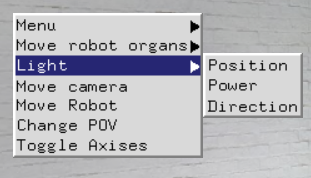 Menu
Move robot organs
Light
Move camera
Move Robot
Change POV
Toggle Axises
Position
Power
Direction